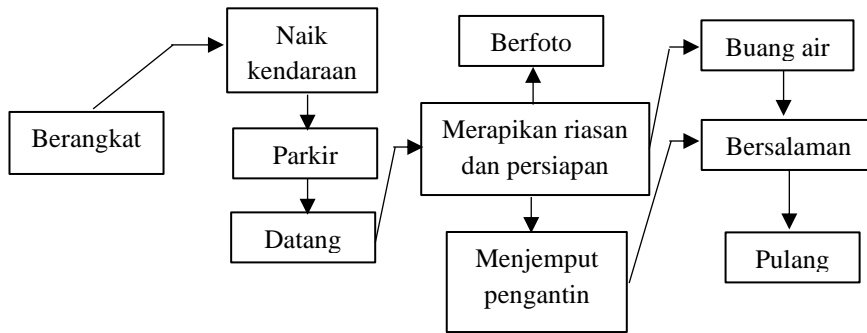 Berangkat
Naik
kendaraan
Parkir
Datang
Berfoto
Merapikan riasan
dan persiapan
Menjemput
pengantin
Buang air
Bersalaman
Pulang